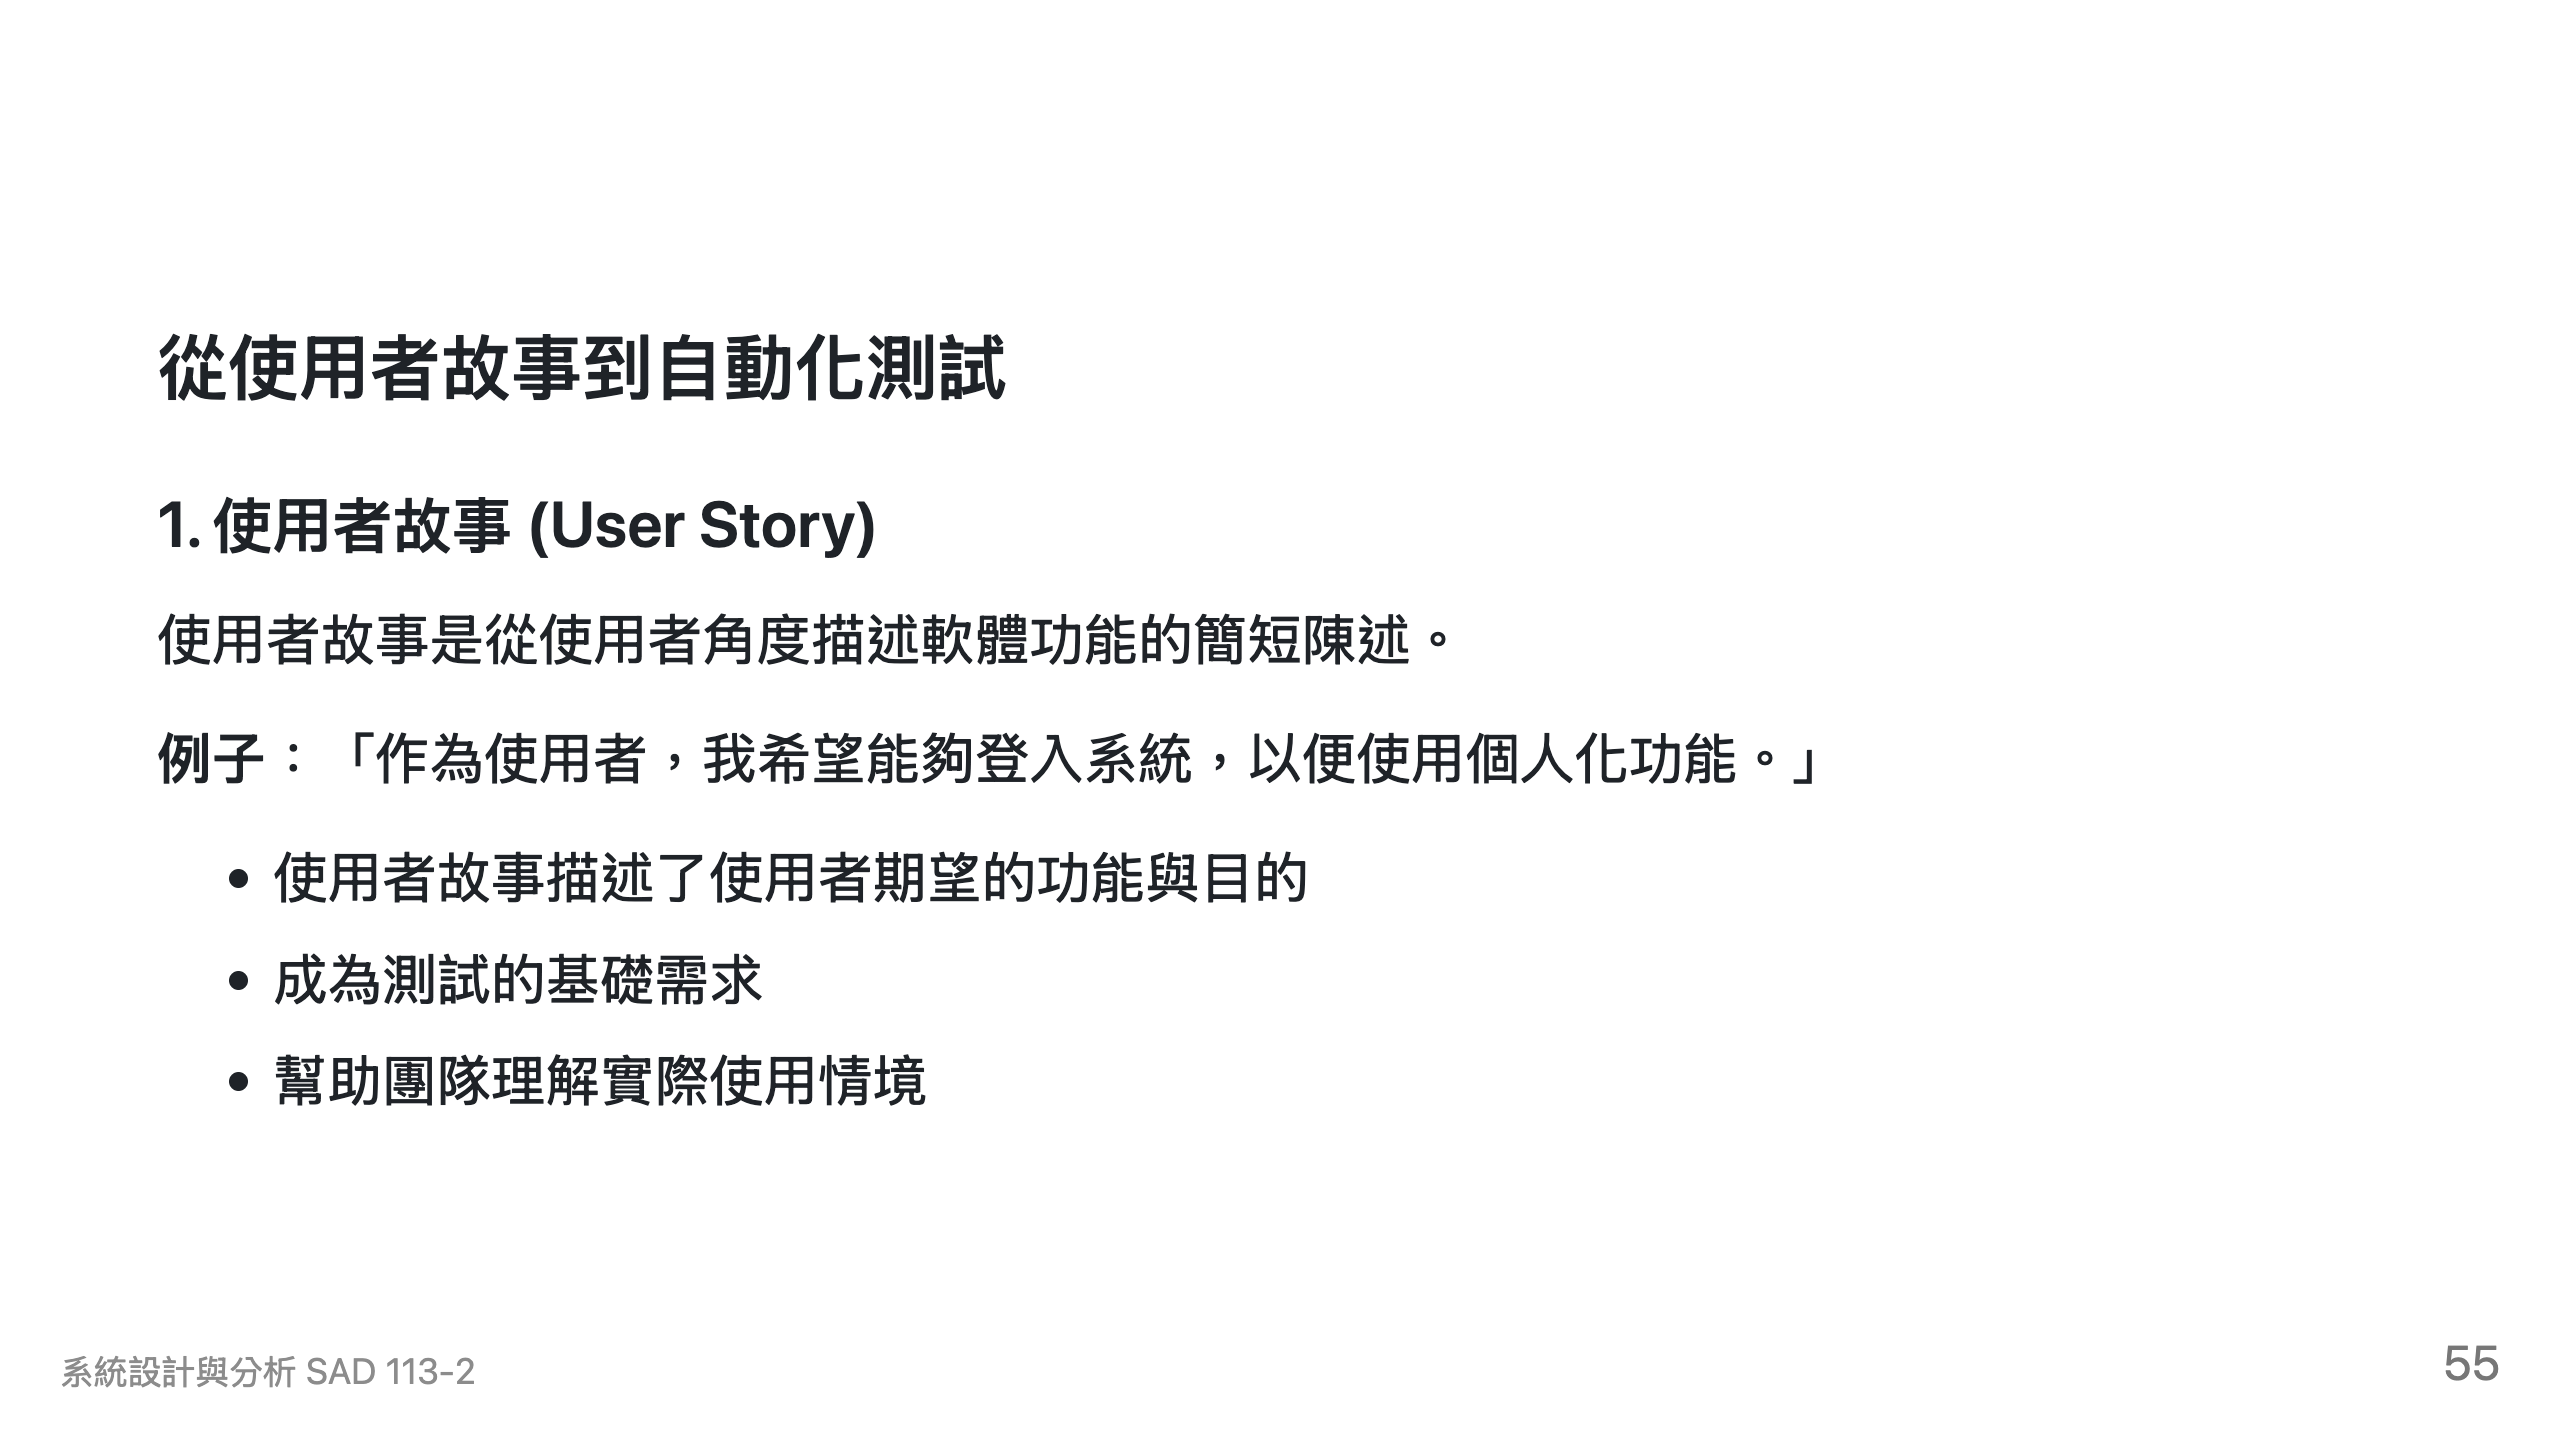 從使用者故事到自動化測試
1. 使用者故事 (User Story)
使用者故事是從使用者角度描述軟體功能的簡短陳述。
例子：「作為使用者，我希望能夠登入系統，以便使用個人化功能。」
• 使用者故事描述了使用者期望的功能與目的
• 成為測試的基礎需求
• 幫助團隊理解實際使用情境
系統設計與分析 SAD 113-2
55